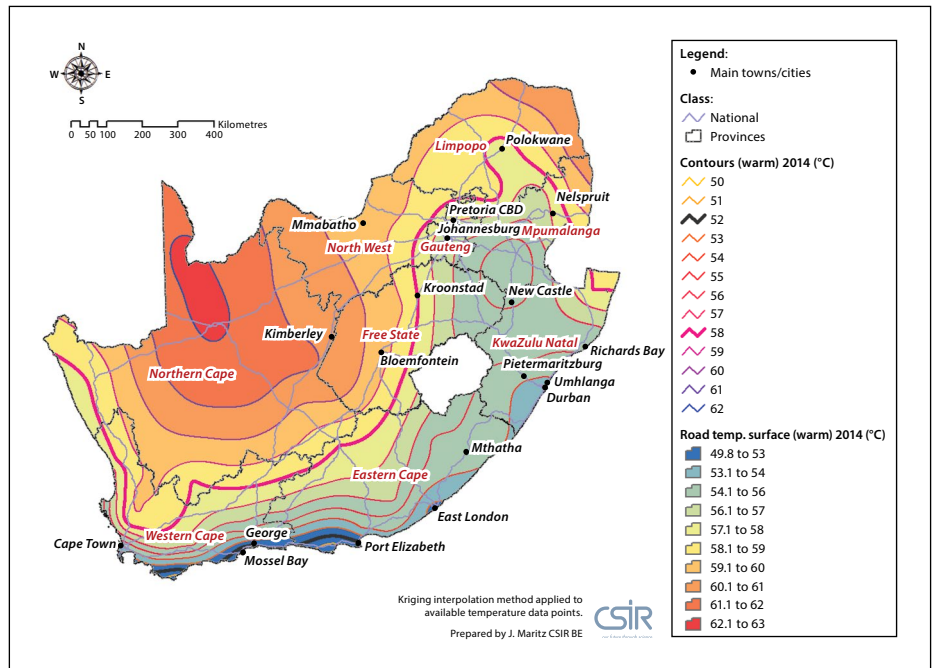 N
W
E
S
Kilometres
0 50 100 200 300 400
Limpopo
Polokwane
Nelspruit
Pretoria CBD
Mmabatho
Johannesburg
Mpumalanga
North West
Gauteng
Kroonstad
New Castle
Kimberley
Free State
KwaZulu Natal
Richards Bay
Bloemfontein
Pietermaritzburg
Northern Cape
Umhlanga
Durban
Mthatha
Eastern Cape
East London
Western Cape
George
Cape Town
Port Elizabeth
Mossel Bay
Kriging interpolation method applied to
available temperature data points.
Prepared by J. Maritz CSIR BE
CSIR
Legend:
Main towns/cities
Class:
National
Provinces
Contours (warm) 2014 (°C)
50
51
52
53
54
55
56
57
58
59
60
61
62
Road temp. surface (warm) 2014 (°C)
49.8 to 53
53.1 to 54
54.1 to 56
56.1 to 57
57.1 to 58
58.1 to 59
59.1 to 60
60.1 to 61
61.1 to 62
62.1 to 63